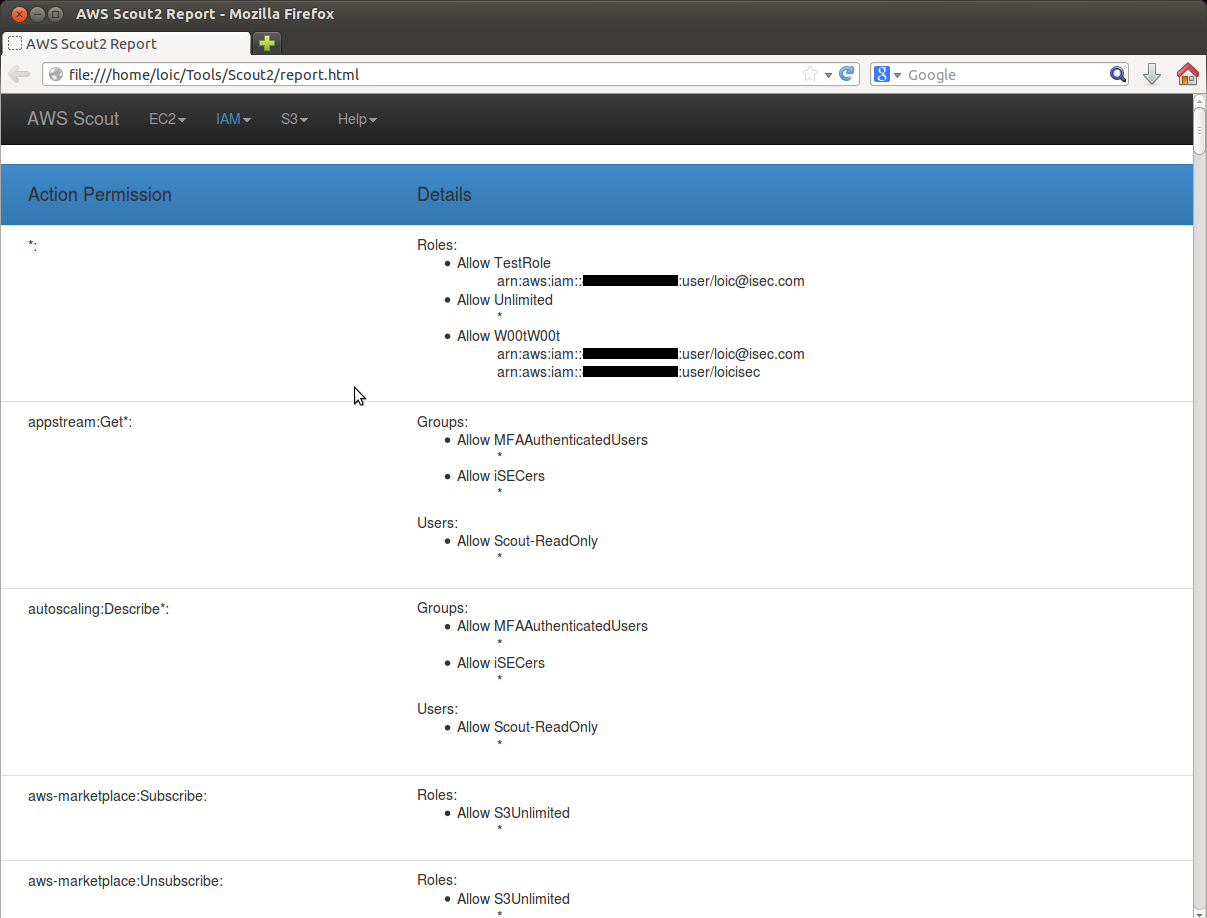 AWS Scout2 Report - Mozilla Firefox
AWS Scout2 Report
file:///home/loic/Tools/Scout2/report.html
8 Google
AWS Scout EC2 IAM S3 Help
Action Permission Details
*: Roles:
• Allow TestRole
arn:aws:iam:: :user/loic@isec.com
• Allow Unlimited
*
• Allow W00tW00t
arn:aws:iam:: :user/loic@isec.com
arn:aws:iam:: :user/loicisec
appstream:Get*: Groups:
• Allow MFAAuthenticatedUsers
*
• Allow iSECers
*
Users:
• Allow Scout-ReadOnly
*
autoscaling:Describe*: Groups:
• Allow MFAAuthenticatedUsers
*
• Allow iSECers
*
Users:
• Allow Scout-ReadOnly
*
aws-marketplace:Subscribe: Roles:
• Allow S3Unlimited
*
aws-marketplace:Unsubscribe: Roles:
• Allow S3Unlimited
*